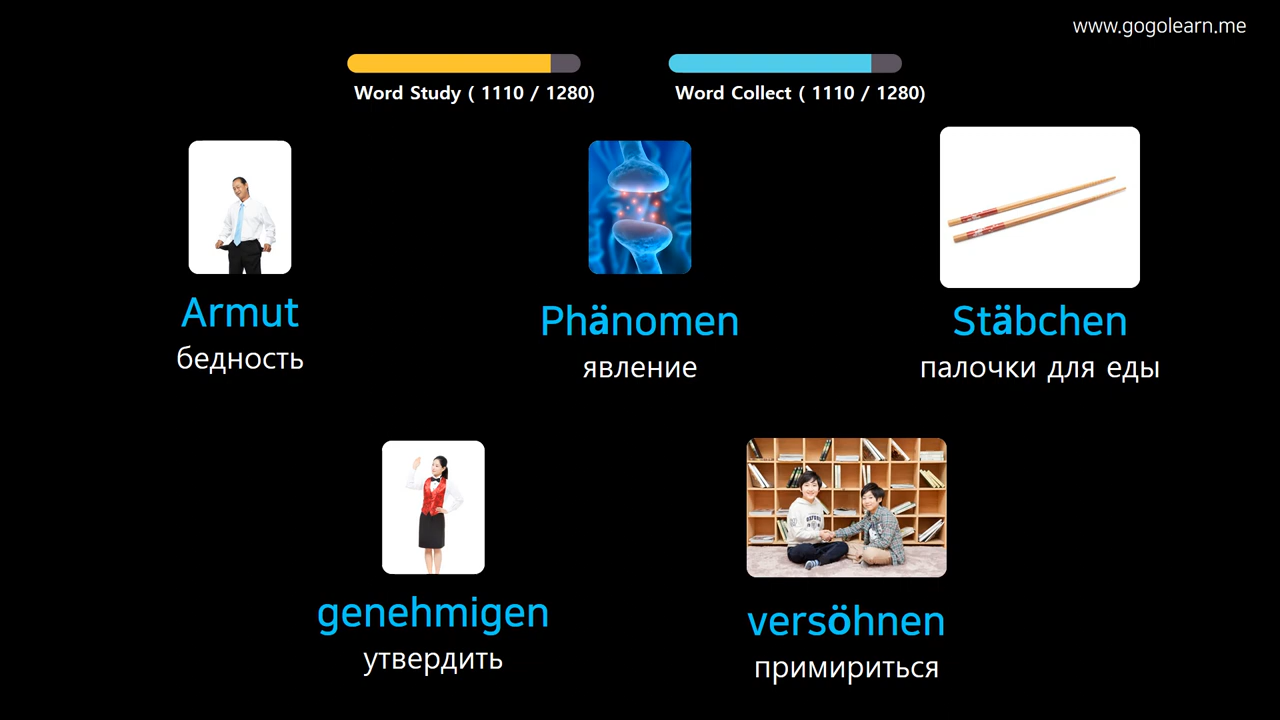 www.gogolearn.me
Word Study ( 1110 / 1280)
Word Collect ( 1110 / 1280)
Armut
бедность
Phänomen
явление
Stäbchen
палочки для еды
genehmigen
утвердить
versöhnen
примириться